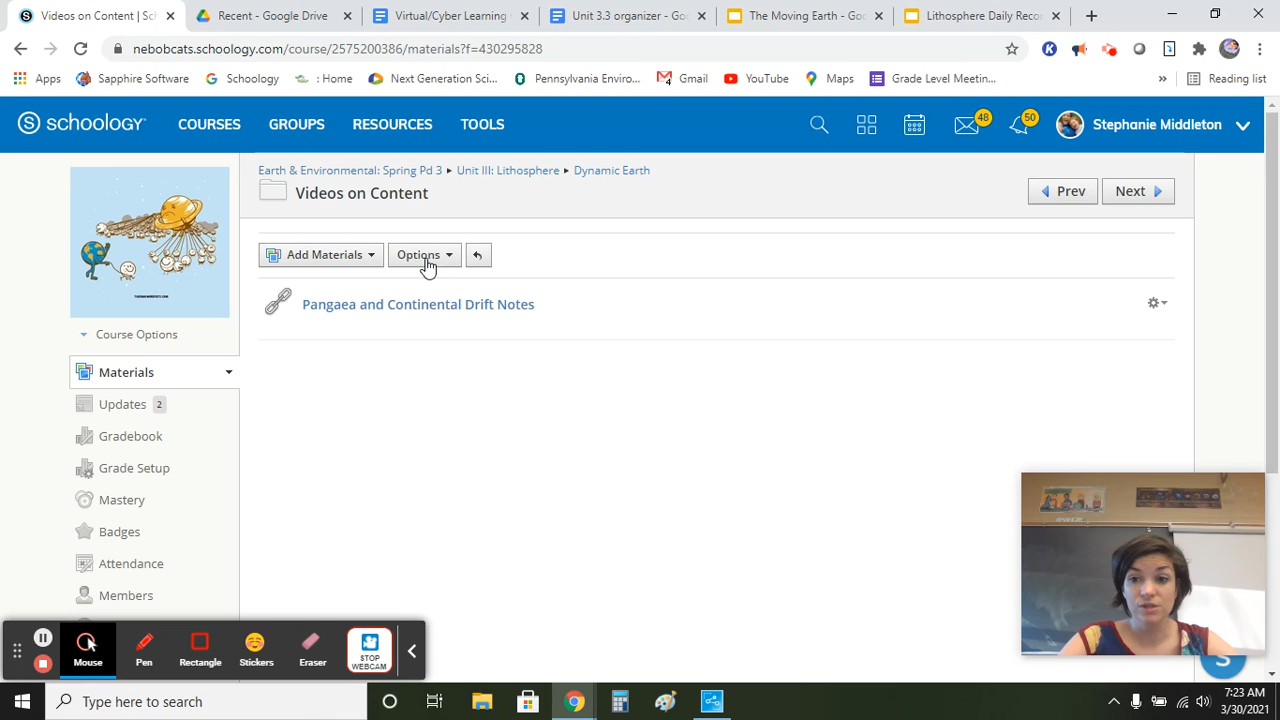 Videos on Content | Sch
Recent - Google Drive
Virtual/Cyber Learning
Unit 3.3 organizer - Goo
The Moving Earth - Goo
Lithosphere Daily Recor
nebobcats.schoology.com/course/2575200386/materials?f=430295828
Apps
Sapphire Software
Schoology
: Home
Next Generation Sci...
Pennsylvania Enviro...
Gmail
YouTube
Maps
Grade Level Meetin...
»
Reading list
S schoology
COURSES
GROUPS
RESOURCES
TOOLS
48
50
Stephanie Middleton
Earth & Environmental: Spring Pd 3 ▸ Unit III: Lithosphere ▸ Dynamic Earth
Videos on Content
Prev
Next
Add Materials
Options
Pangaea and Continental Drift Notes
Course Options
Materials
Updates 2
Gradebook
Grade Setup
Mastery
Badges
Attendance
Members
Mouse
Pen
Rectangle
Stickers
Eraser
STOP
WEBCAM
Type here to search
7:23 AM
3/30/2021